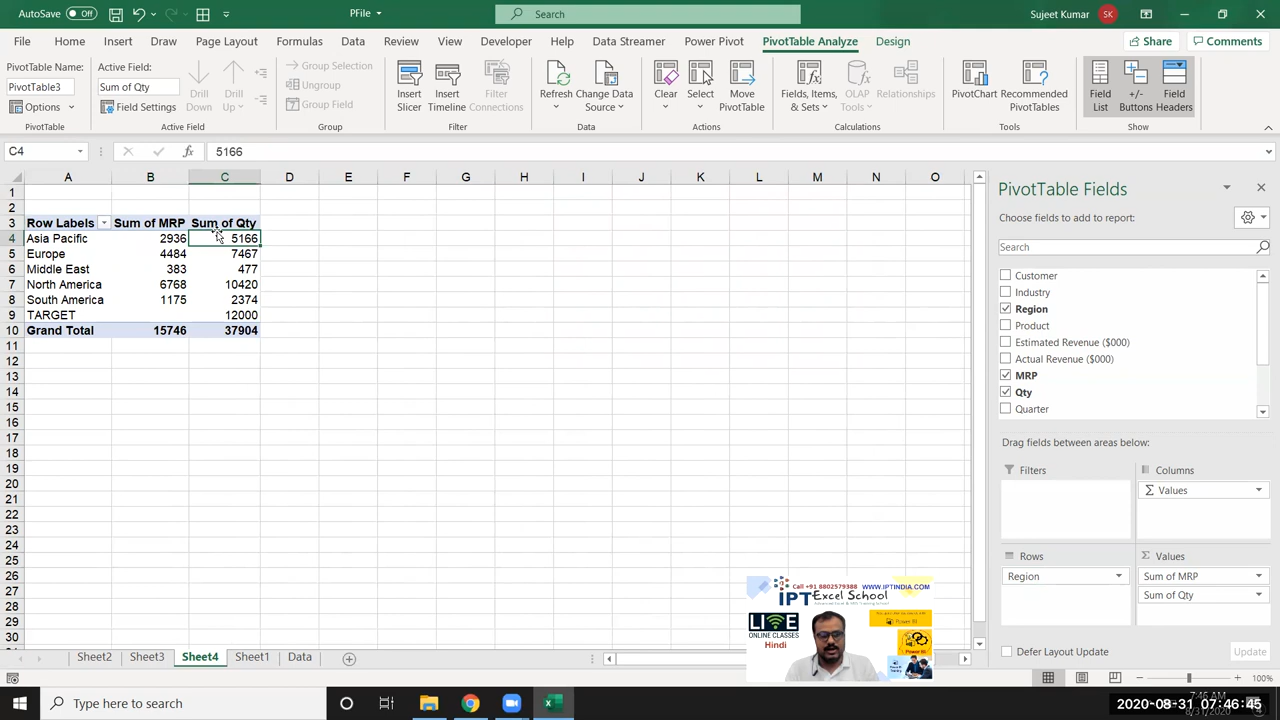 AutoSave Off PFile Search Sujeet Kumar SK
File Home Insert Draw Page Layout Formulas Data Review View Developer Help Data Streamer Power Pivot PivotTable Analyze Design Share Comments
PivotTable Name: Active Field:
PivotTable3 Sum of Qty
Options Field Settings
Drill Down Drill Up
Group Selection
Ungroup
Group Field
Insert Slicer Insert Timeline Filter Connections
Refresh Change Data Source
Clear Select Move PivotTable
Fields, Items, & Sets OLAP Tools Relationships
PivotChart Recommended PivotTables
Field List +/- Buttons Field Headers
PivotTable Active Field Group Filter Data Actions Calculations Tools Show
C4 fx 5166
A B C D E F G H I J K L M N O
1
2
3 Row Labels Sum of MRP Sum of Qty
4 Asia Pacific 2936 5166
5 Europe 4484 7467
6 Middle East 383 477
7 North America 6768 10420
8 South America 1175 2374
9 TARGET 12000
10 Grand Total 15746 37904
11
12
13
14
15
16
17
18
19
20
21
22
23
24
25
26
27
28
29
30
PivotTable Fields
Choose fields to add to report:
Search
Customer
Industry
Region
Product
Estimated Revenue ($000)
Actual Revenue ($000)
MRP
Qty
Quarter
Drag fields between areas below:
Filters Columns
Σ Values
Rows Σ Values
Region Sum of MRP
Sum of Qty
Defer Layout Update Update
Call +91 8802579388 WWW.IPTINDIA.COM
IPT Excel School
LIVE
ONLINE CLASSES
Hindi
Power BI
Sheet2 Sheet3 Sheet4 Sheet1 Data
100%
Type here to search
7:46 AM
2020-08-31 07:46:45
8/31/2020